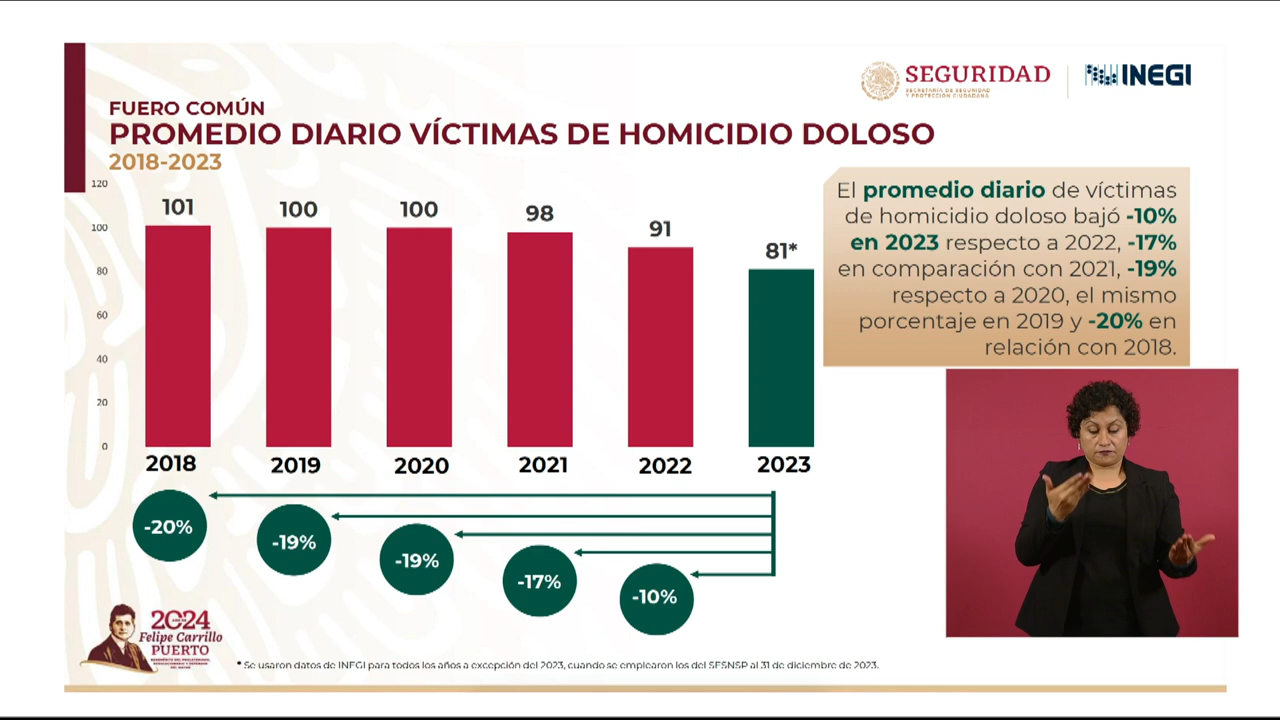 SEGURIDAD
SECRETARÍA DE SEGURIDAD
Y PROTECCIÓN CIUDADANA
INEGI
FUERO COMÚN
PROMEDIO DIARIO VÍCTIMAS DE HOMICIDIO DOLOSO
2018-2023
120
100
80
60
40
20
0
101
100
100
98
91
81*
2018
2019
2020
2021
2022
2023
El promedio diario de víctimas
de homicidio doloso bajó -10%
en 2023 respecto a 2022, -17%
en comparación con 2021, -19%
respecto a 2020, el mismo
porcentaje en 2019 y -20% en
relación con 2018.
-20%
-19%
-19%
-17%
-10%
2024
Felipe Carrillo
PUERTO
* Se usaron datos de INEGI para todos los años a excepción del 2023, cuando se emplearon los del SESNSP al 31 de diciembre de 2023.